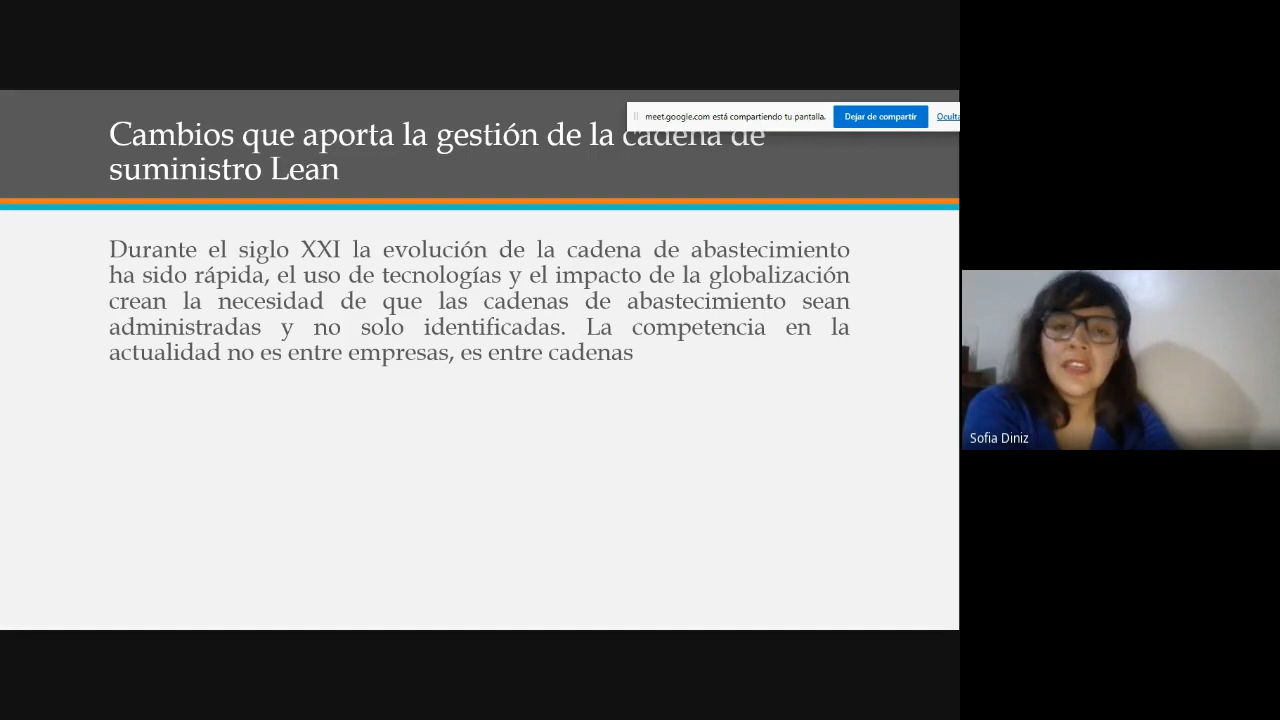 Cambios que aporta la gestión de la cadena de
suministro Lean
meet.google.com está compartiendo tu pantalla.
Dejar de compartir
Durante el siglo XXI la evolución de la cadena de abastecimiento
ha sido rápida, el uso de tecnologías y el impacto de la globalización
crean la necesidad de que las cadenas de abastecimiento sean
administradas y no solo identificadas. La competencia en la
actualidad no es entre empresas, es entre cadenas
Sofia Diniz